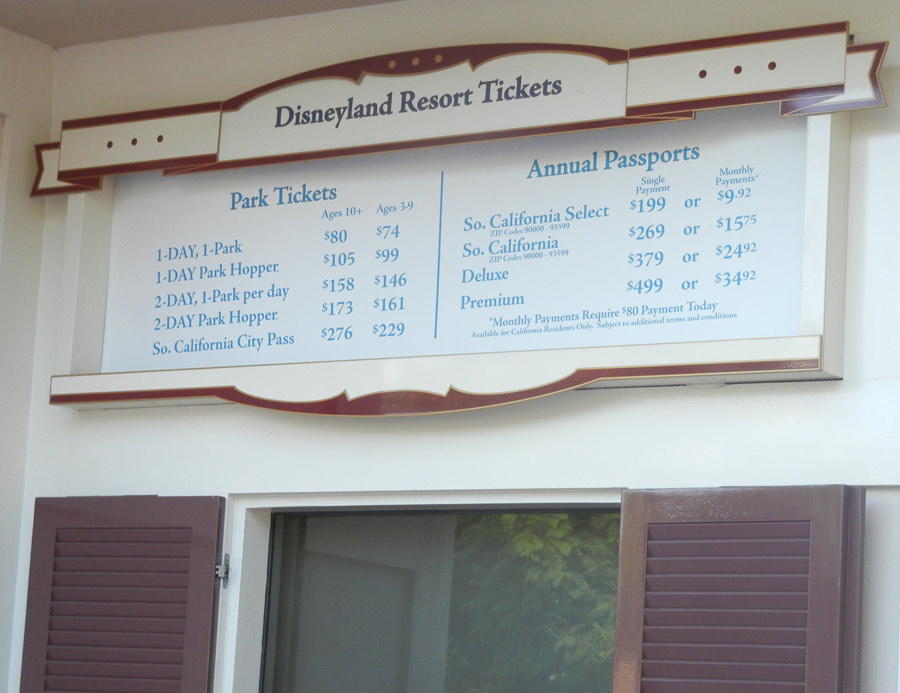 Disneyland Resort Tickets
Park Tickets
Ages 10+ Ages 3-9
1-DAY, 1-Park $80 $74
1-DAY Park Hopper $105 $99
2-DAY, 1-Park per day $158 $146
2-DAY Park Hopper $173 $161
So. California City Pass $276 $229
Annual Passports
Single Payment Monthly Payments*
So. California Select $199 or $9.92
ZIP Codes 90000 - 93599
So. California $269 or $15.75
ZIP Codes 90000 - 93599
Deluxe $379 or $24.92
Premium $499 or $34.92
*Monthly Payments Require $80 Payment Today
Available for California Residents Only. Subject to additional terms and conditions